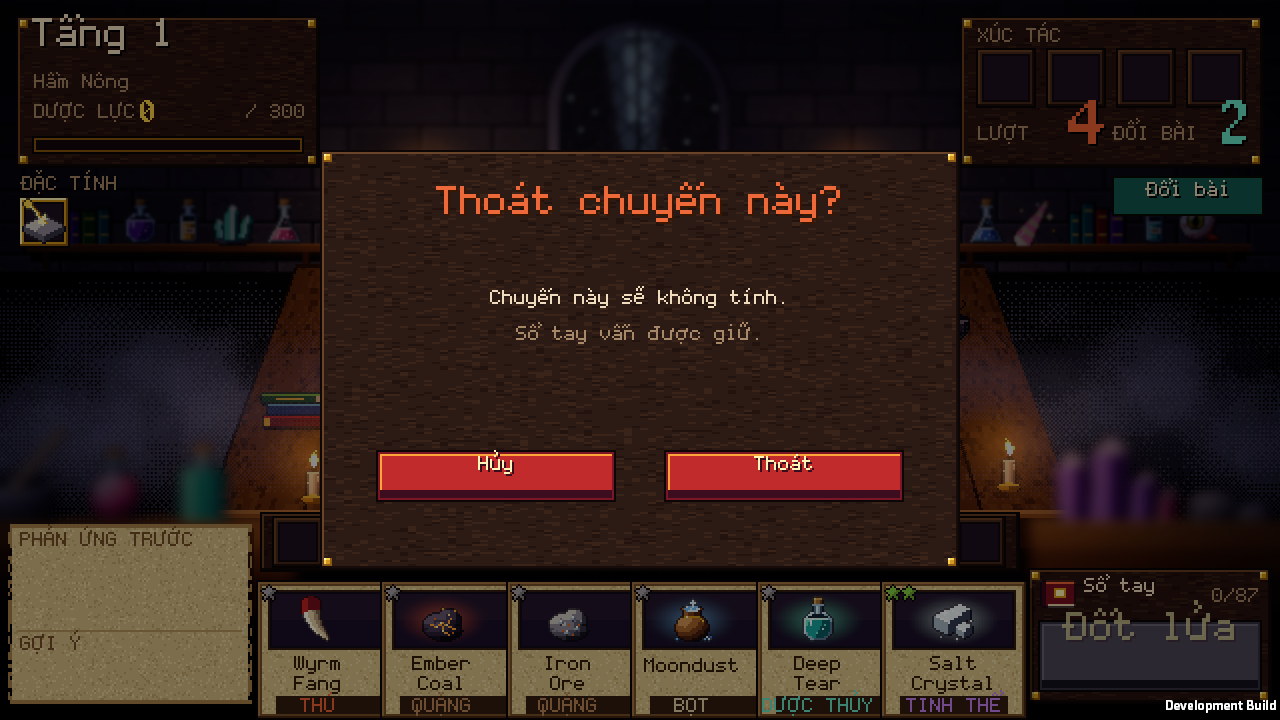 Tầng 1
Hầm Nông
DƯỢC LỰC 0 / 300
ĐẶC TÍNH
XÚC TÁC
LƯỢT 4 ĐỔI BÀI 2
Đổi bài
Thoát chuyến này?
Chuyến này sẽ không tính.
Sổ tay vẫn được giữ.
Hủy
Thoát
PHẢN ỨNG TRƯỚC
GỢI Ý
Wyrm
Fang
THÚ
Ember
Coal
QUẶNG
Iron
Ore
QUẶNG
Moondust
BỘT
Deep
Tear
DƯỢC THỦY
Salt
Crystal
TINH THỂ
Sổ tay
0/87
Đốt lửa
Development Build